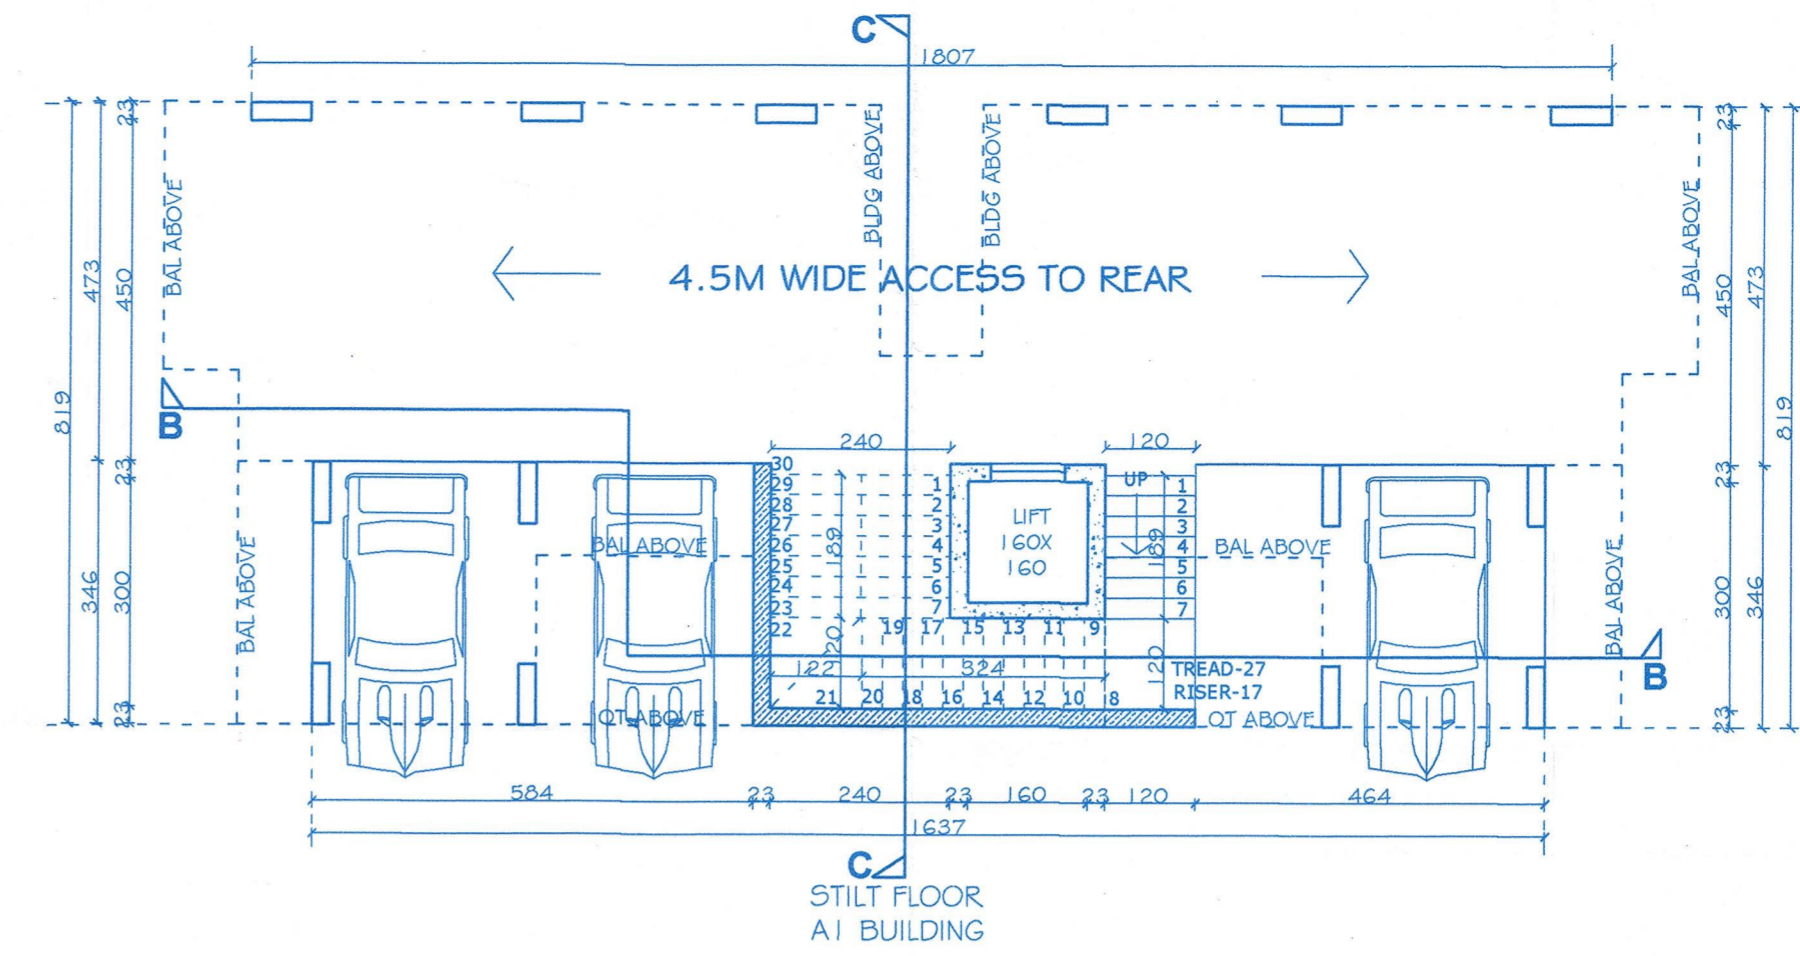 C
1807
23
23
BAL ABOVE
BLDG ABOVE
BLDG ABOVE
BAL ABOVE
4.5M WIDE ACCESS TO REAR
473
450
450
473
819
819
B
240
120
23
30
29
28
27
26
25
24
23
22
1
2
3
4
5
6
7
189
LIFT
160X
160
UP
1
2
3
4
5
6
7
189
23
BAL ABOVE
BAL ABOVE
BAL ABOVE
BAL ABOVE
346
300
300
346
19 17 15 13 11 9
120
122
324
120
TREAD-27
RISER-17
B
21 20 18 16 14 12 10 8
23
OT ABOVE
OT ABOVE
23
584
23
240
23
160
23
120
464
1637
C
STILT FLOOR
A1 BUILDING